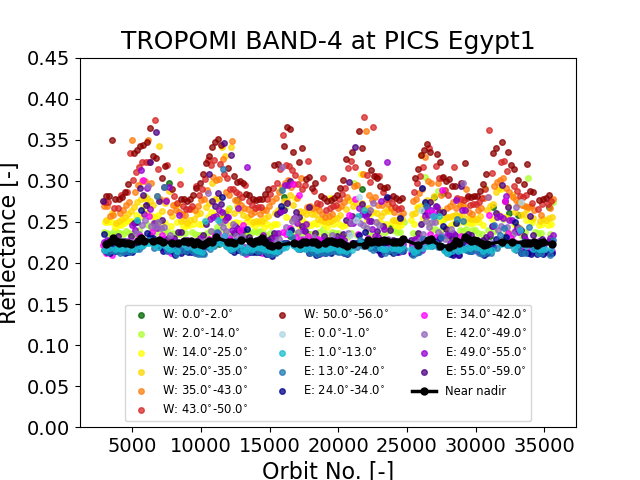 TROPOMI BAND-4 at PICS Egypt1
Reflectance [-]
0.45
0.40
0.35
0.30
0.25
0.20
0.15
0.10
0.05
0.00
W: 0.0°-2.0°
W: 2.0°-14.0°
W: 14.0°-25.0°
W: 25.0°-35.0°
W: 35.0°-43.0°
W: 43.0°-50.0°
W: 50.0°-56.0°
E: 0.0°-1.0°
E: 1.0°-13.0°
E: 13.0°-24.0°
E: 24.0°-34.0°
E: 34.0°-42.0°
E: 42.0°-49.0°
E: 49.0°-55.0°
E: 55.0°-59.0°
Near nadir
5000 10000 15000 20000 25000 30000 35000
Orbit No. [-]